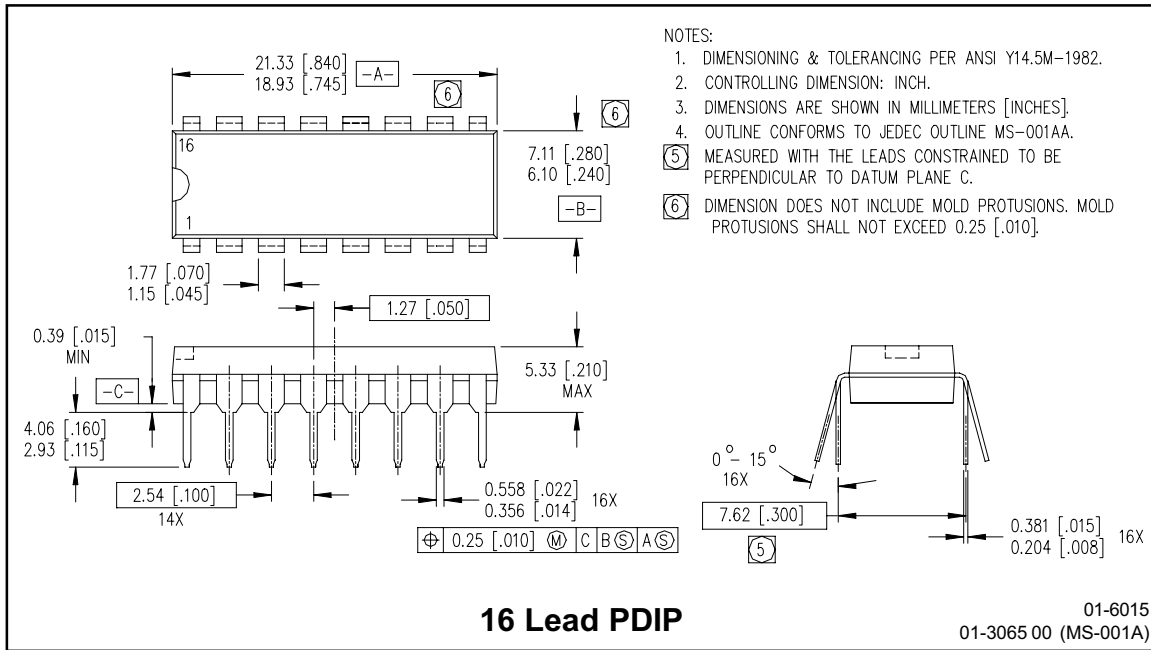 NOTES:
1. DIMENSIONING & TOLERANCING PER ANSI Y14.5M-1982.
2. CONTROLLING DIMENSION: INCH.
3. DIMENSIONS ARE SHOWN IN MILLIMETERS [INCHES].
4. OUTLINE CONFORMS TO JEDEC OUTLINE MS-001AA.
5 MEASURED WITH THE LEADS CONSTRAINED TO BE
PERPENDICULAR TO DATUM PLANE C.
6 DIMENSION DOES NOT INCLUDE MOLD PROTUSIONS. MOLD
PROTUSIONS SHALL NOT EXCEED 0.25 [.010].
21.33 [.840]
18.93 [.745]
-A-
6
6
16
1
7.11 [.280]
6.10 [.240]
-B-
1.77 [.070]
1.15 [.045]
1.27 [.050]
0.39 [.015]
MIN
-C-
5.33 [.210]
MAX
4.06 [.160]
2.93 [.115]
2.54 [.100]
14X
0.558 [.022]
0.356 [.014]
16X
⌖ 0.25 [.010] Ⓜ C B Ⓢ A Ⓢ
0° - 15°
16X
7.62 [.300]
5
0.381 [.015]
0.204 [.008]
16X
16 Lead PDIP
01-6015
01-3065 00 (MS-001A)